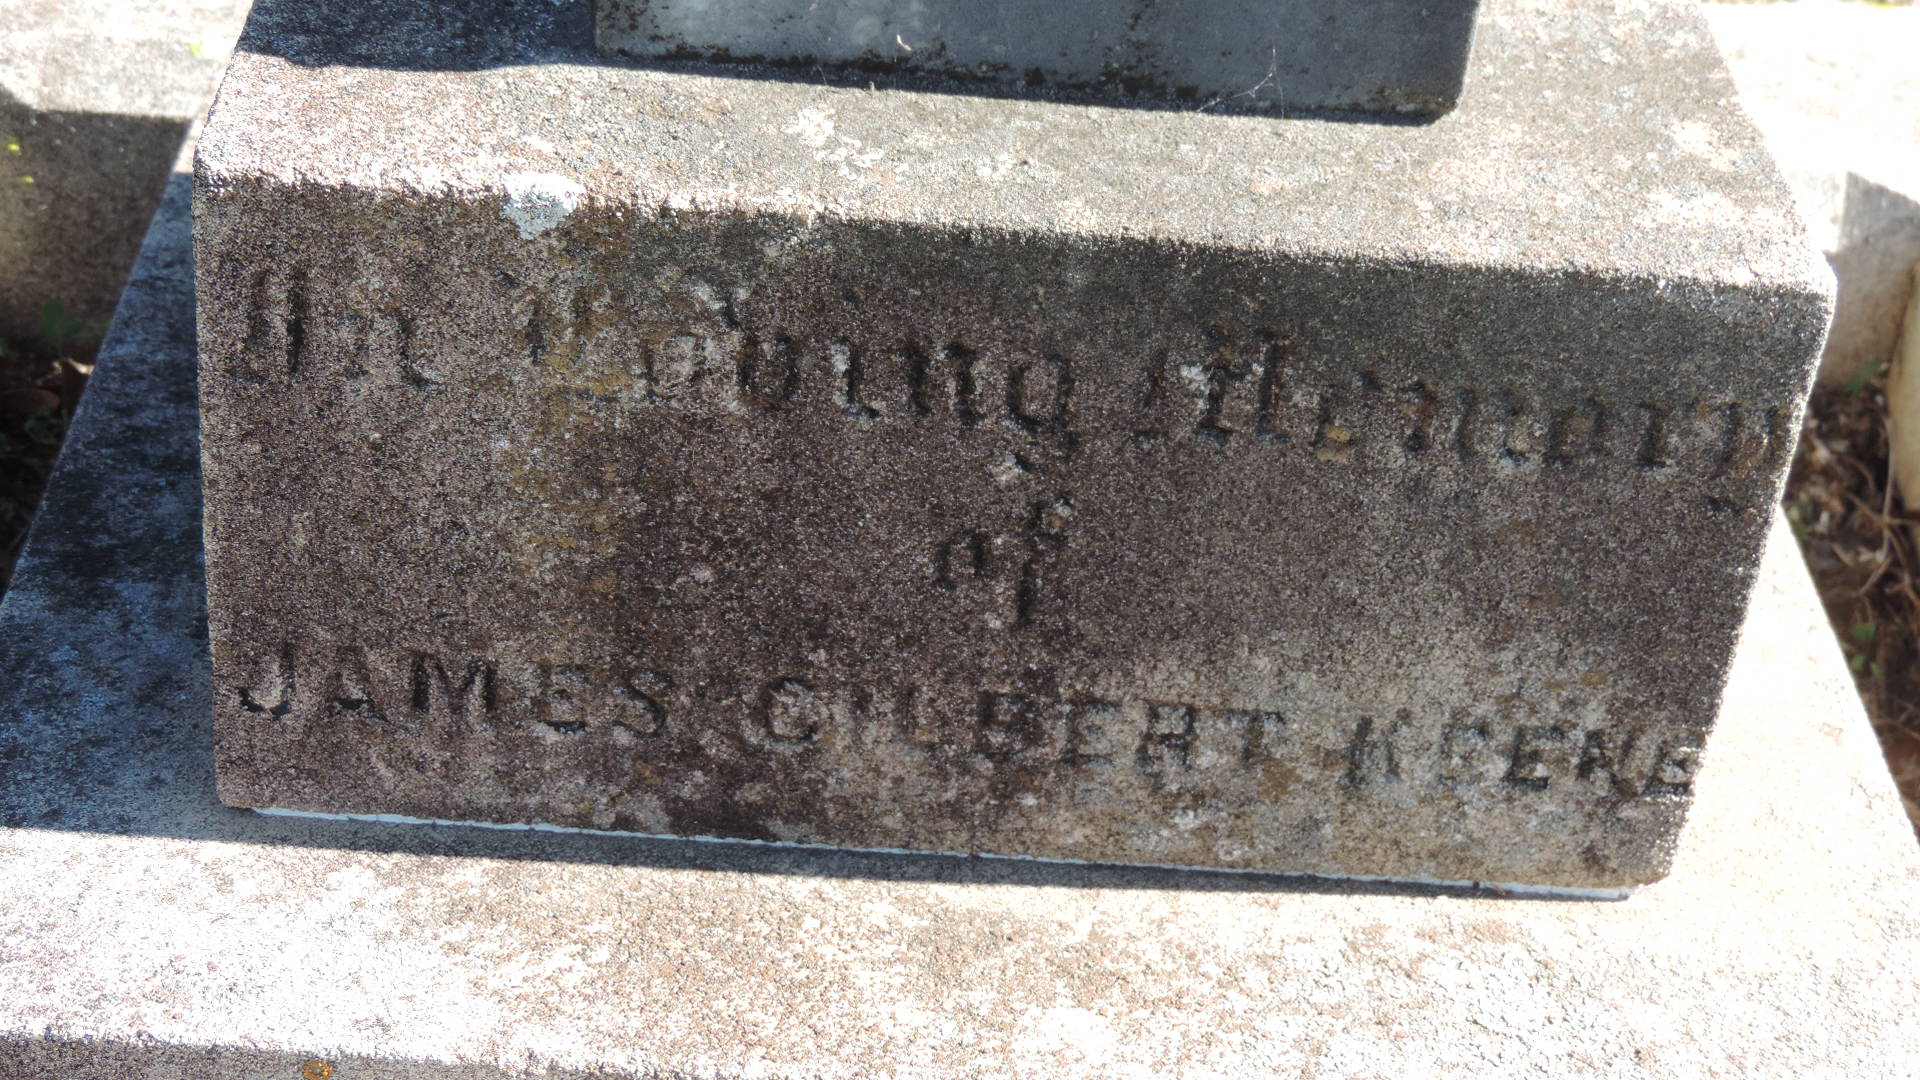 In Loving Memory
of
JAMES GILBERT KEENE